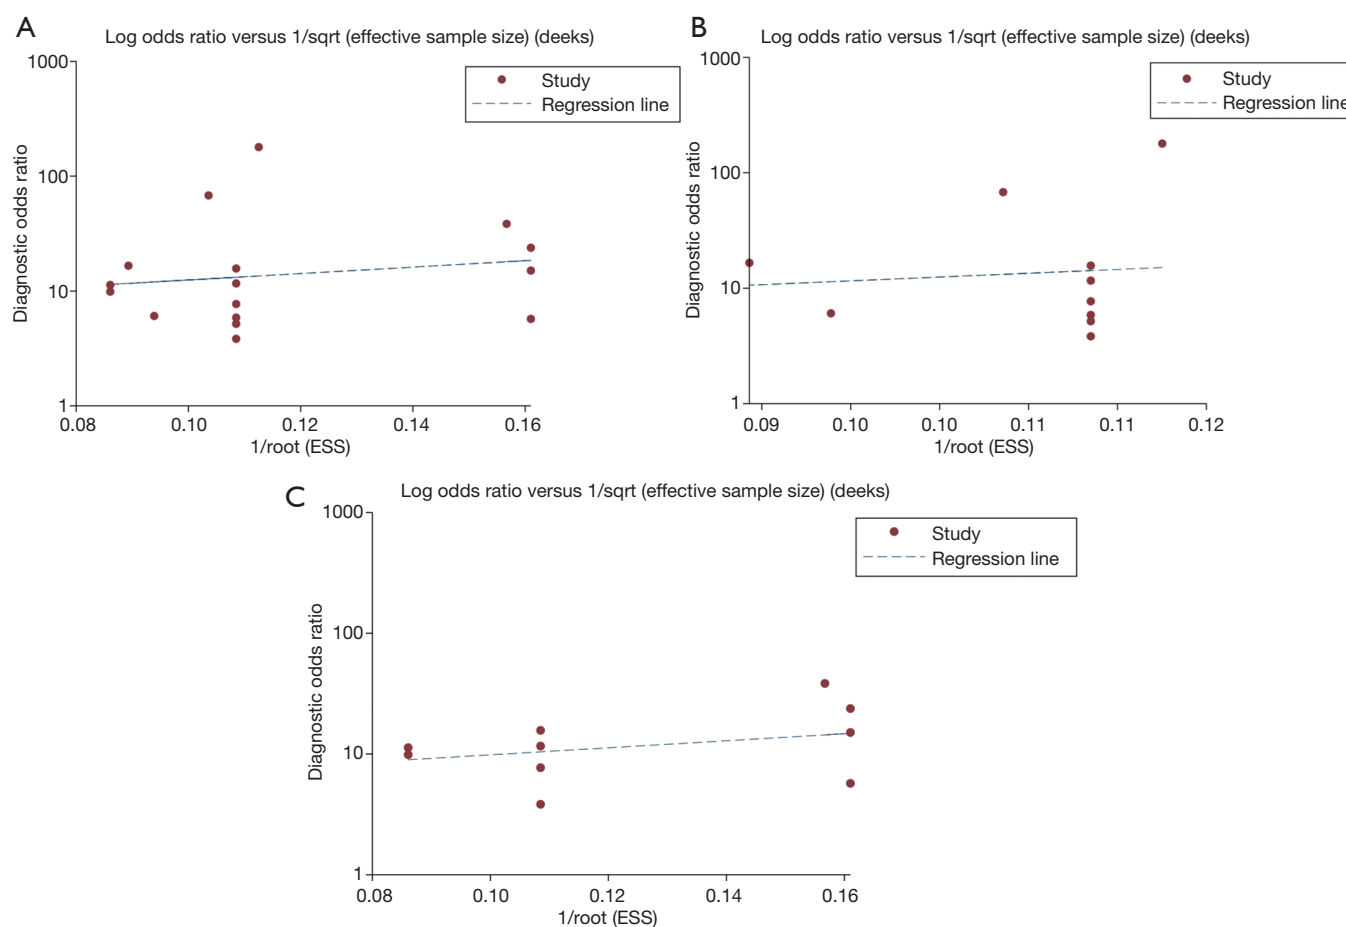 A
Log odds ratio versus 1/sqrt (effective sample size) (deeks)
Study
Regression line
Diagnostic odds ratio
1000
100
10
1
0.08
0.10
0.12
0.14
0.16
1/root (ESS)
B
Log odds ratio versus 1/sqrt (effective sample size) (deeks)
Study
Regression line
Diagnostic odds ratio
1000
100
10
1
0.09
0.10
0.10
0.11
0.11
0.12
1/root (ESS)
C
Log odds ratio versus 1/sqrt (effective sample size) (deeks)
Study
Regression line
Diagnostic odds ratio
1000
100
10
1
0.08
0.10
0.12
0.14
0.16
1/root (ESS)